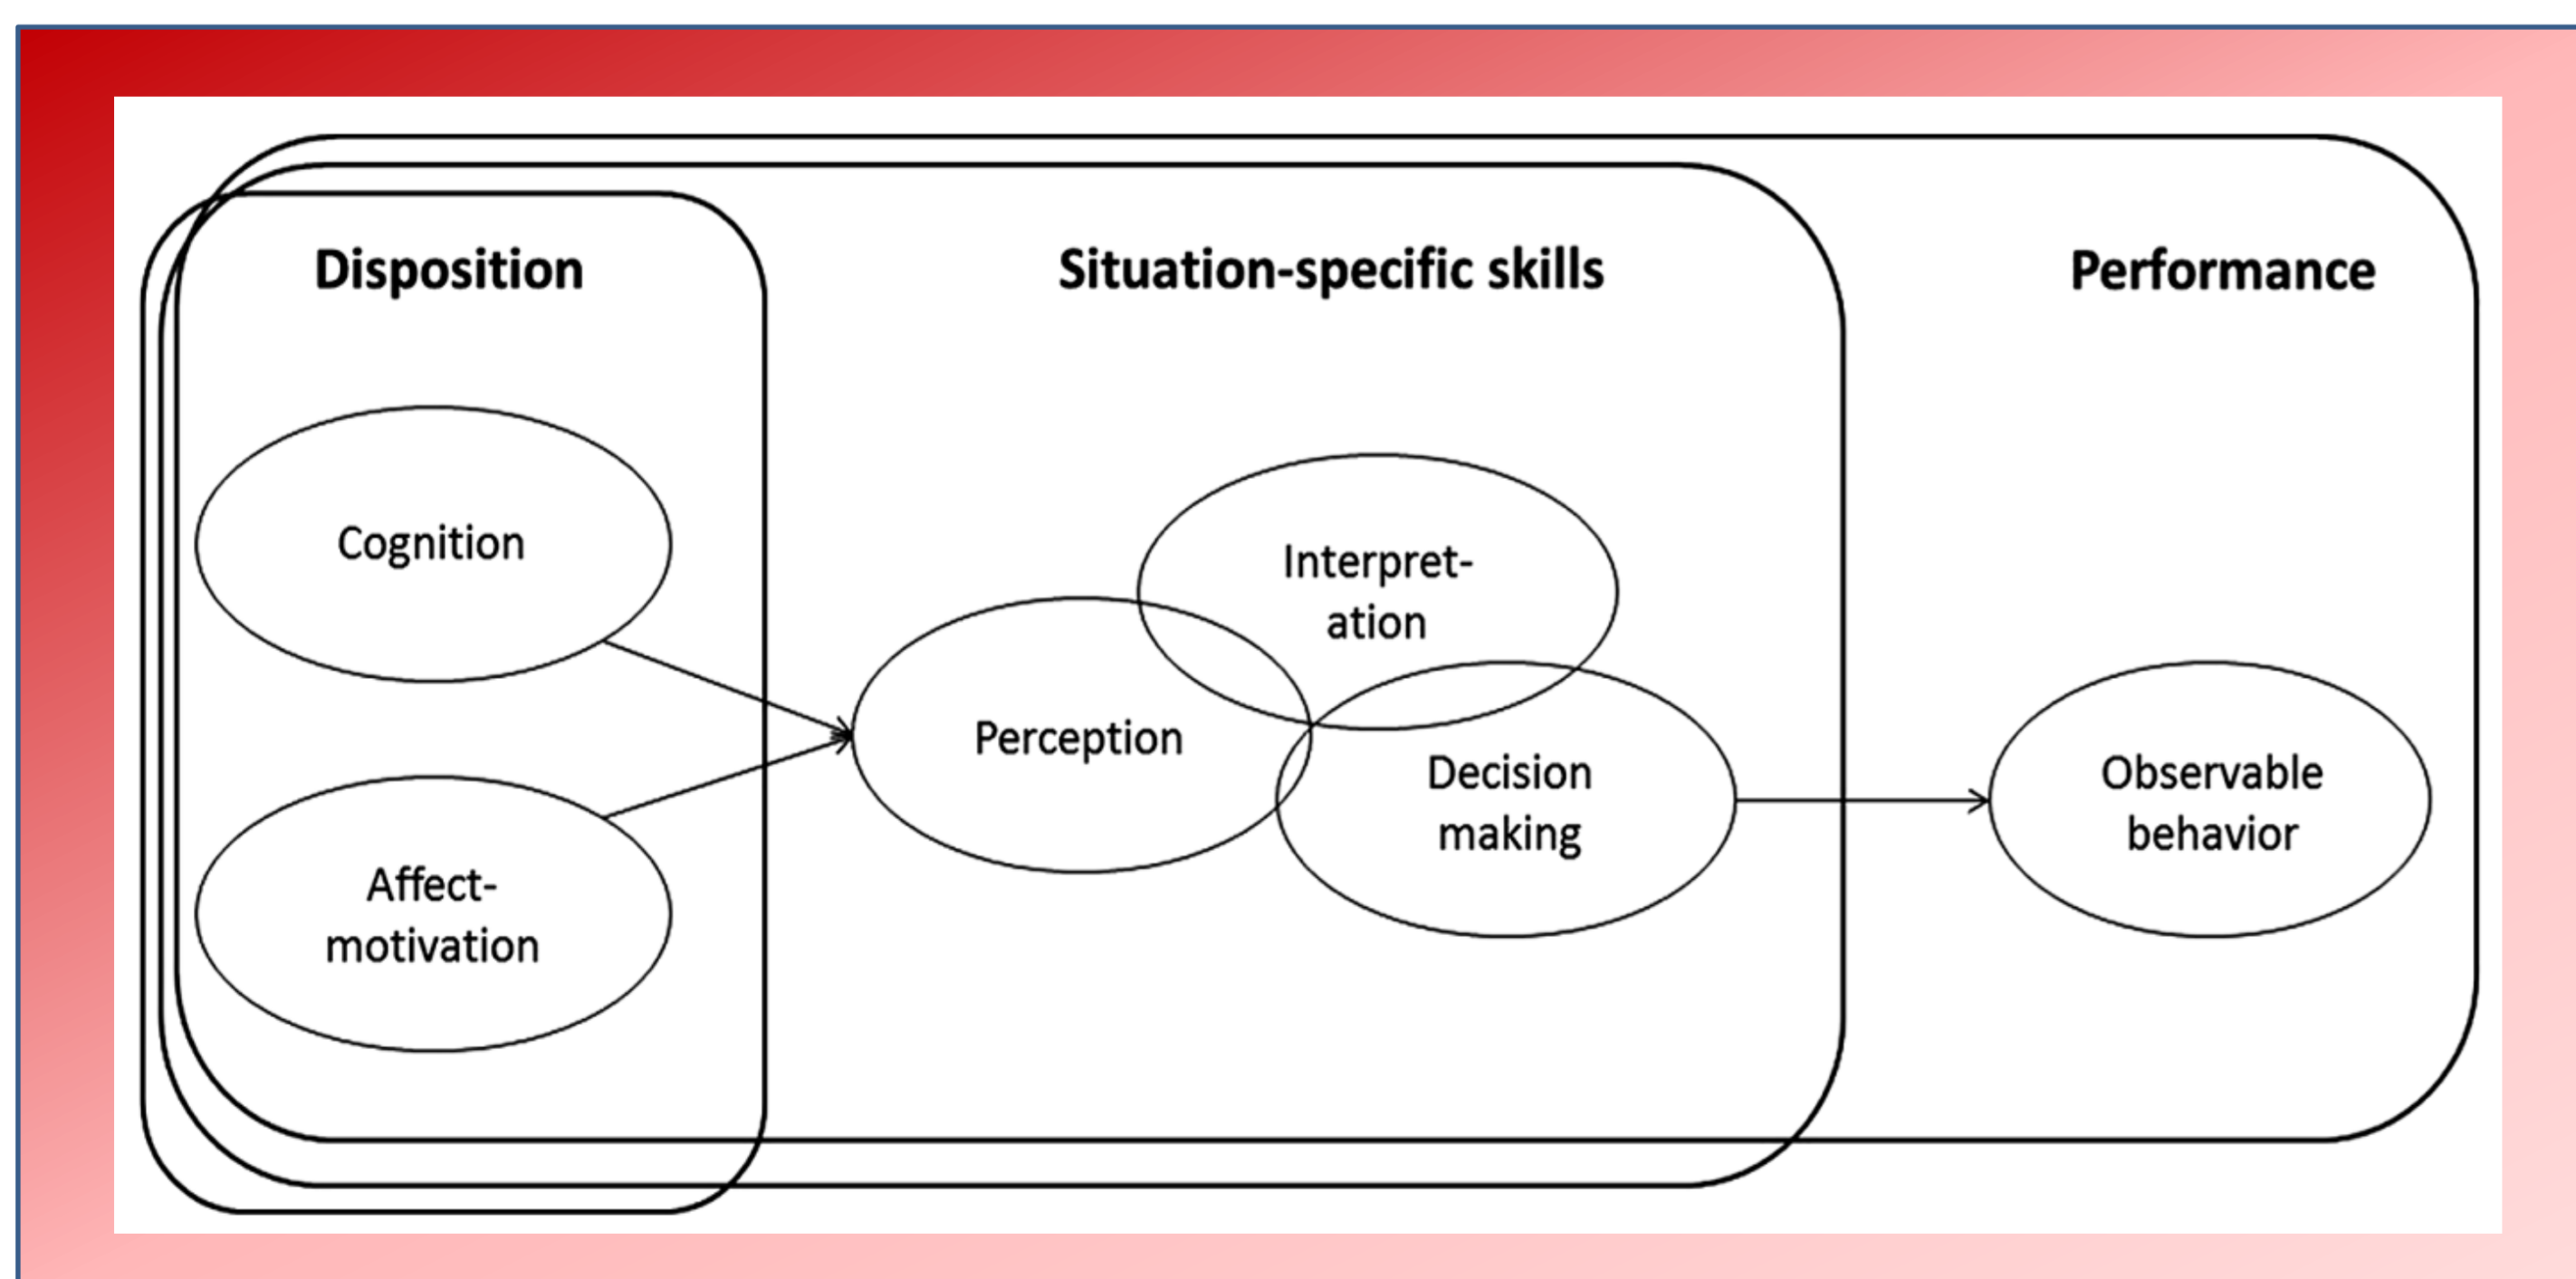 Disposition
Situation-specific skills
Performance
Cognition
Interpret-
ation
Perception
Decision
making
Observable
behavior
Affect-
motivation